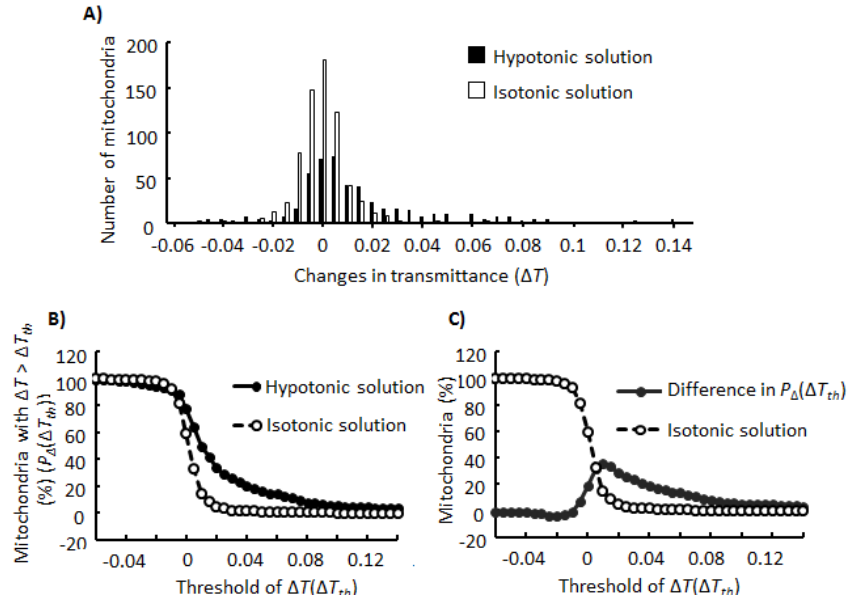 A)
200
150
100
50
0
Number of mitochondria
Hypotonic solution
Isotonic solution
-0.06 -0.04 -0.02 0 0.02 0.04 0.06 0.08 0.1 0.12 0.14
Changes in transmittance (ΔT)
B)
Mitochondria with ΔT > ΔTth
(%) (PΔ(ΔTth))
120
100
80
60
40
20
0
-20
Hypotonic solution
Isotonic solution
-0.04 0 0.04 0.08 0.12
Threshold of ΔT(ΔTth)
C)
Mitochondria (%)
120
100
80
60
40
20
0
-20
Difference in PΔ(ΔTth)
Isotonic solution
-0.04 0 0.04 0.08 0.12
Threshold of ΔT(ΔTth)